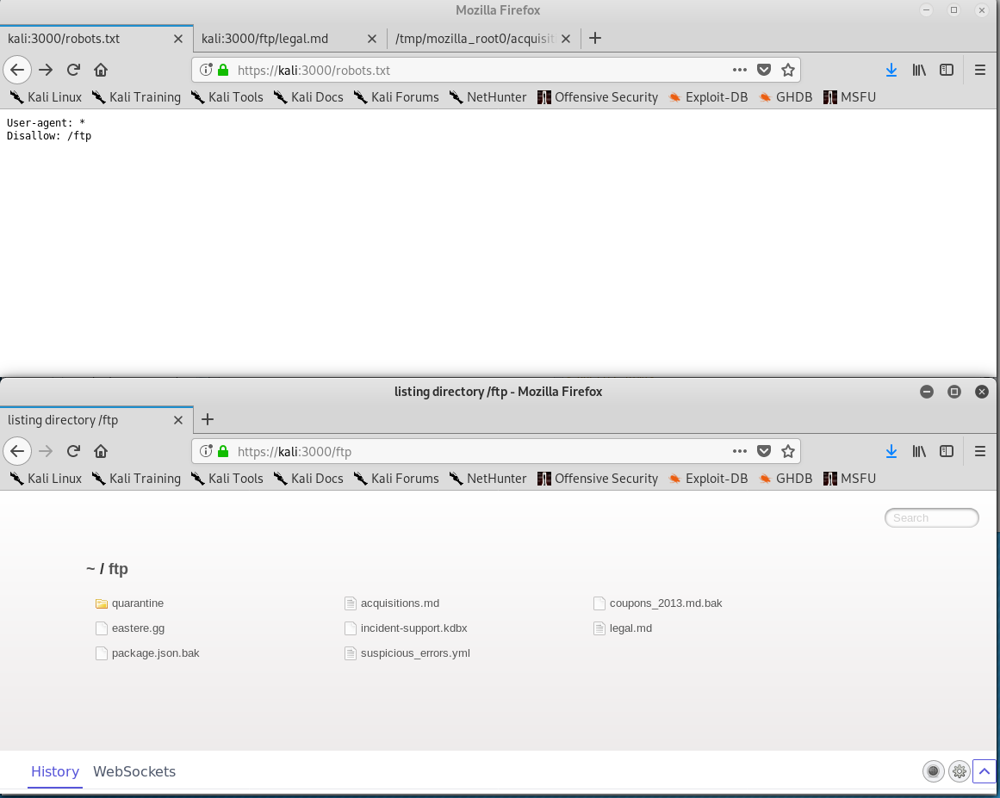 Mozilla Firefox
kali:3000/robots.txt kali:3000/ftp/legal.md /tmp/mozilla_root0/acquisit
https://kali:3000/robots.txt
Kali Linux Kali Training Kali Tools Kali Docs Kali Forums NetHunter Offensive Security Exploit-DB GHDB MSFU
User-agent: *
Disallow: /ftp
listing directory /ftp - Mozilla Firefox
listing directory /ftp
https://kali:3000/ftp
Kali Linux Kali Training Kali Tools Kali Docs Kali Forums NetHunter Offensive Security Exploit-DB GHDB MSFU
Search
~ / ftp
quarantine acquisitions.md coupons_2013.md.bak
eastere.gg incident-support.kdbx legal.md
package.json.bak suspicious_errors.yml
History WebSockets